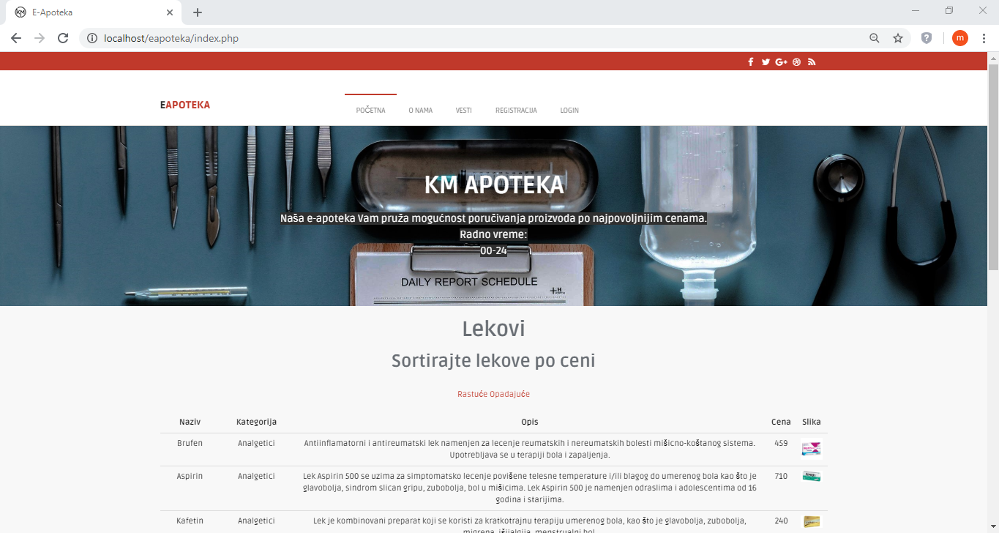 E-Apoteka
localhost/eapoteka/index.php
m
EAPOTEKA
POČETNA O NAMA VESTI REGISTRACIJA LOGIN
KM APOTEKA
Naša e-apoteka Vam pruža mogućnost poručivanja proizvoda po najpovoljnijim cenama.
Radno vreme:
00-24
DAILY REPORT SCHEDULE
Lekovi
Sortirajte lekove po ceni
Rastuće Opadajuće
Naziv Kategorija Opis Cena Slika
Brufen Analgetici Antiinflamatorni i antireumatski lek namenjen za lecenje reumatskih i nereumatskih bolesti mišicno-koštanog sistema. 459
Upotrebljava se u terapiji bola i zapaljenja.
Aspirin Analgetici Lek Aspirin 500 se uzima za simptomatsko lecenje povišene telesne temperature i/ili blagog do umerenog bola kao što je 710
glavobolja, sindrom slican gripu, zubobolja, bol u mišicima. Lek Aspirin 500 je namenjen odraslima i adolescentima od 16
godina i starijima.
Kafetin Analgetici Lek je kombinovani preparat koji se koristi za kratkotrajnu terapiju umerenog bola, kao što je glavobolja, zubobolja, 240
migrena, išijalgija, menstrualni bol